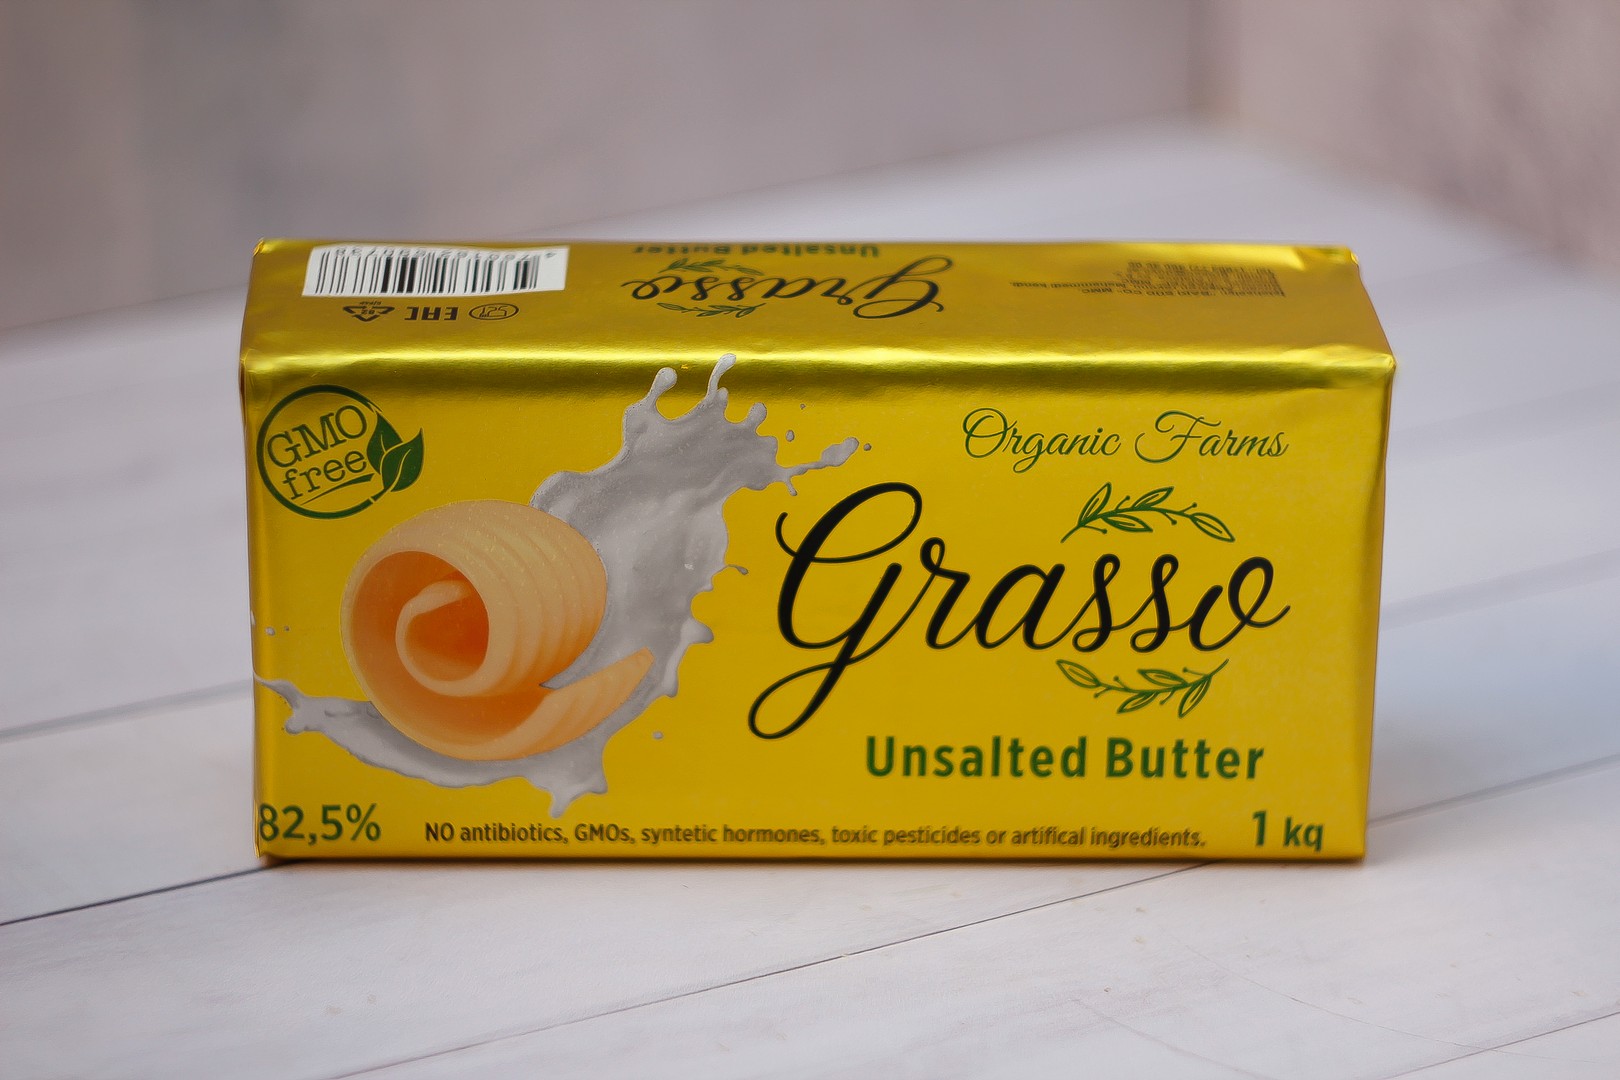 Unsalted Butter
Grasso
EAC
GMO
free
Organic Farms
Grasso
Unsalted Butter
82,5%
NO antibiotics, GMOs, syntetic hormones, toxic pesticides or artifical ingredients.
1 kq